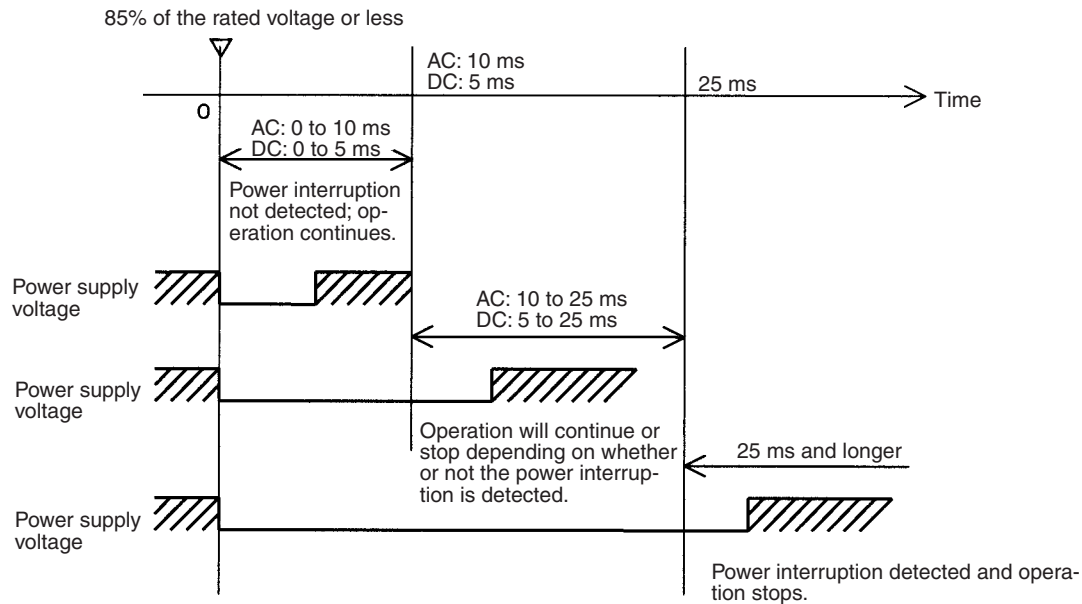 85% of the rated voltage or less
AC: 10 ms
DC: 5 ms
25 ms
Time
0
AC: 0 to 10 ms
DC: 0 to 5 ms
Power interruption
not detected; op-
eration continues.
Power supply
voltage
AC: 10 to 25 ms
DC: 5 to 25 ms
Power supply
voltage
Operation will continue or
stop depending on whether
or not the power interrup-
tion is detected.
25 ms and longer
Power supply
voltage
Power interruption detected and opera-
tion stops.